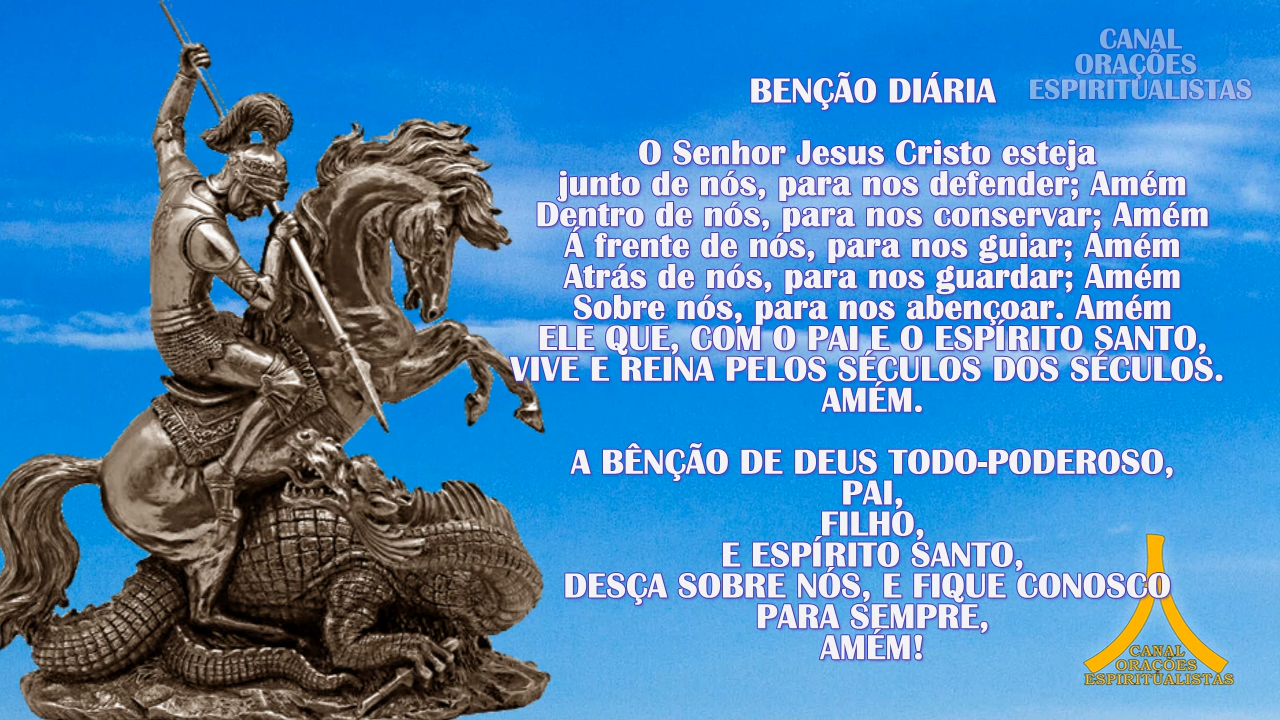 CANAL
ORAÇÕES
ESPIRITUALISTAS
BENÇÃO DIÁRIA
O Senhor Jesus Cristo esteja
junto de nós, para nos defender; Amém
Dentro de nós, para nos conservar; Amém
Á frente de nós, para nos guiar; Amém
Atrás de nós, para nos guardar; Amém
Sobre nós, para nos abençoar. Amém
ELE QUE, COM O PAI E O ESPÍRITO SANTO,
VIVE E REINA PELOS SÉCULOS DOS SÉCULOS.
AMÉM.
A BÊNÇÃO DE DEUS TODO-PODEROSO,
PAI,
FILHO,
E ESPÍRITO SANTO,
DESÇA SOBRE NÓS, E FIQUE CONOSCO
PARA SEMPRE,
AMÉM!
CANAL
ORAÇÕES
ESPIRITUALISTAS